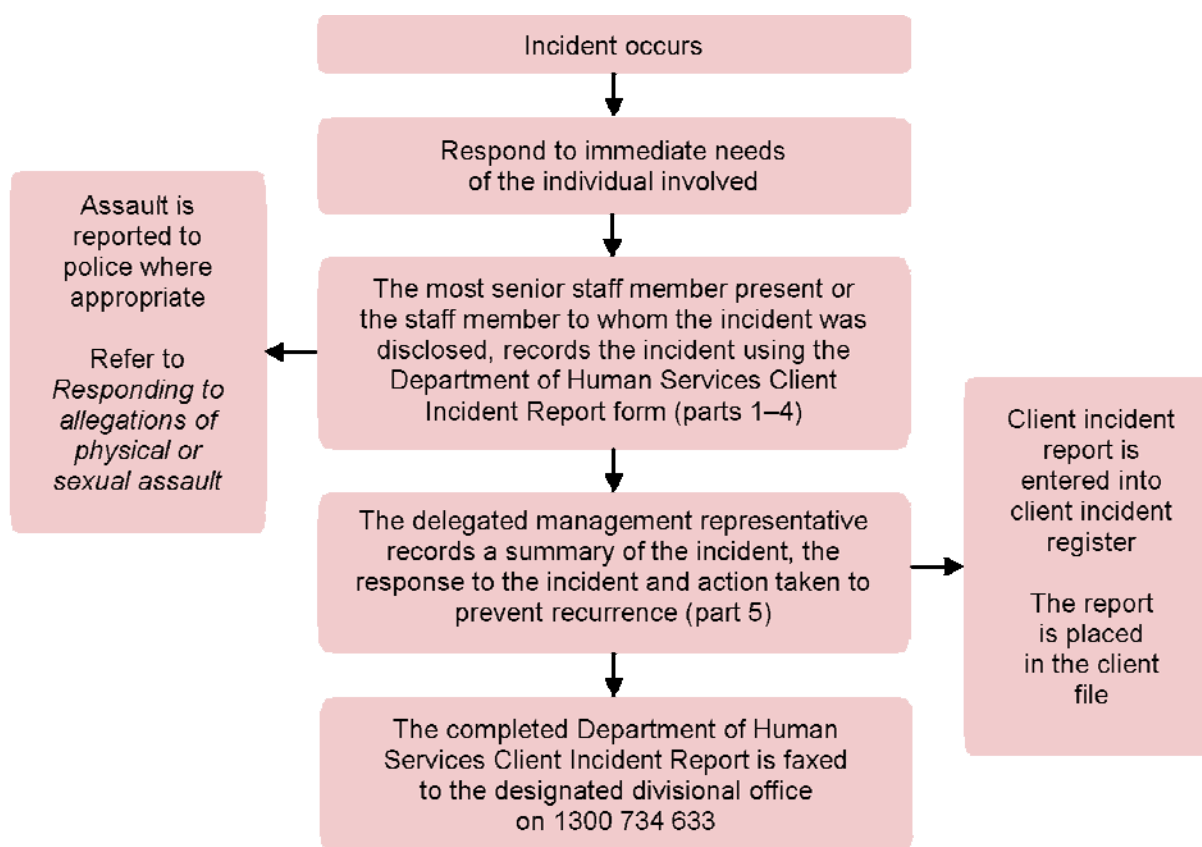 Incident occurs
Respond to immediate needs
of the individual involved
Assault is
reported to
police where
appropriate
Refer to
Responding to
allegations of
physical or
sexual assault
The most senior staff member present or
the staff member to whom the incident was
disclosed, records the incident using the
Department of Human Services Client
Incident Report form (parts 1–4)
The delegated management representative
records a summary of the incident, the
response to the incident and action taken to
prevent recurrence (part 5)
Client incident
report is
entered into
client incident
register
The report
is placed
in the client
file
The completed Department of Human
Services Client Incident Report is faxed
to the designated divisional office
on 1300 734 633